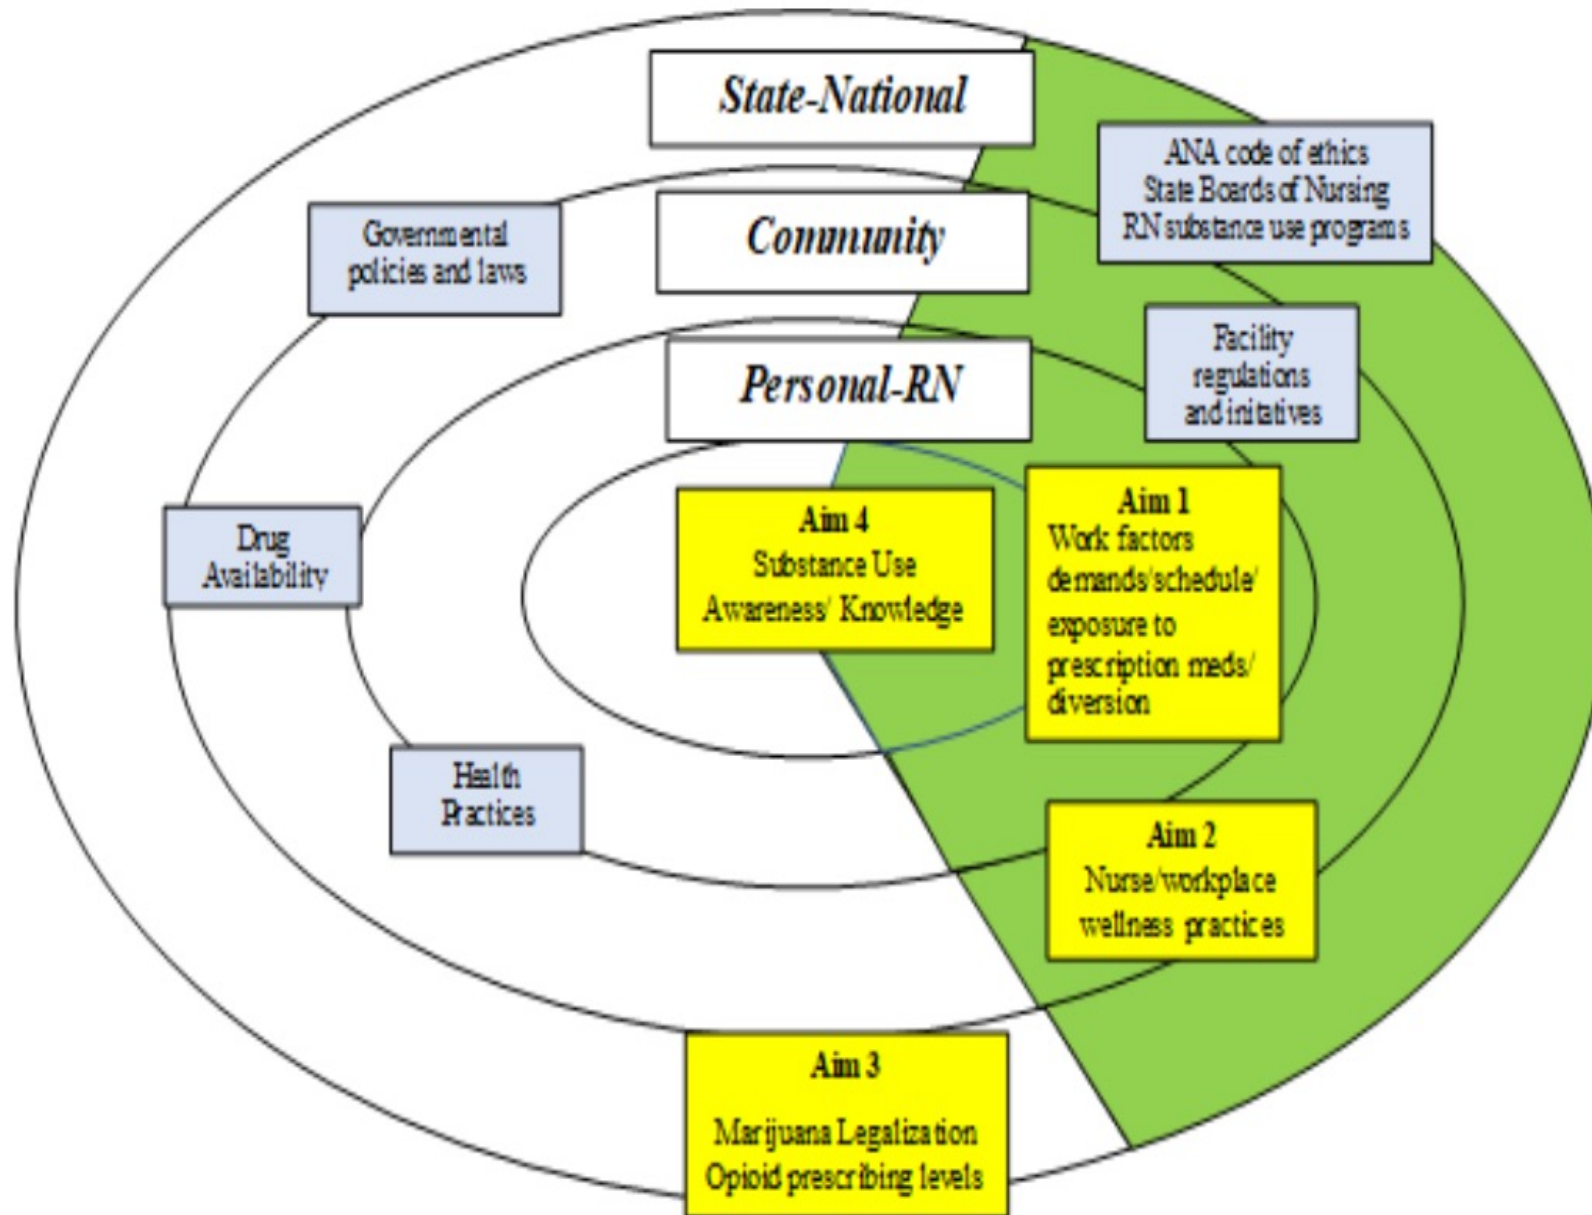 State-National
ANA code of ethics
State Boards of Nursing
RN substance use programs
Governmental
policies and laws
Community
Facility
regulations
and initatives
Personal-RN
Drug
Availability
Aim 4
Substance Use
Awareness/ Knowledge
Aim 1
Work factors
demands/schedule/
exposure to
prescription meds/
diversion
Health
Practices
Aim 2
Nurse/workplace
wellness practices
Aim 3
Marijuana Legalization
Opioid prescribing levels